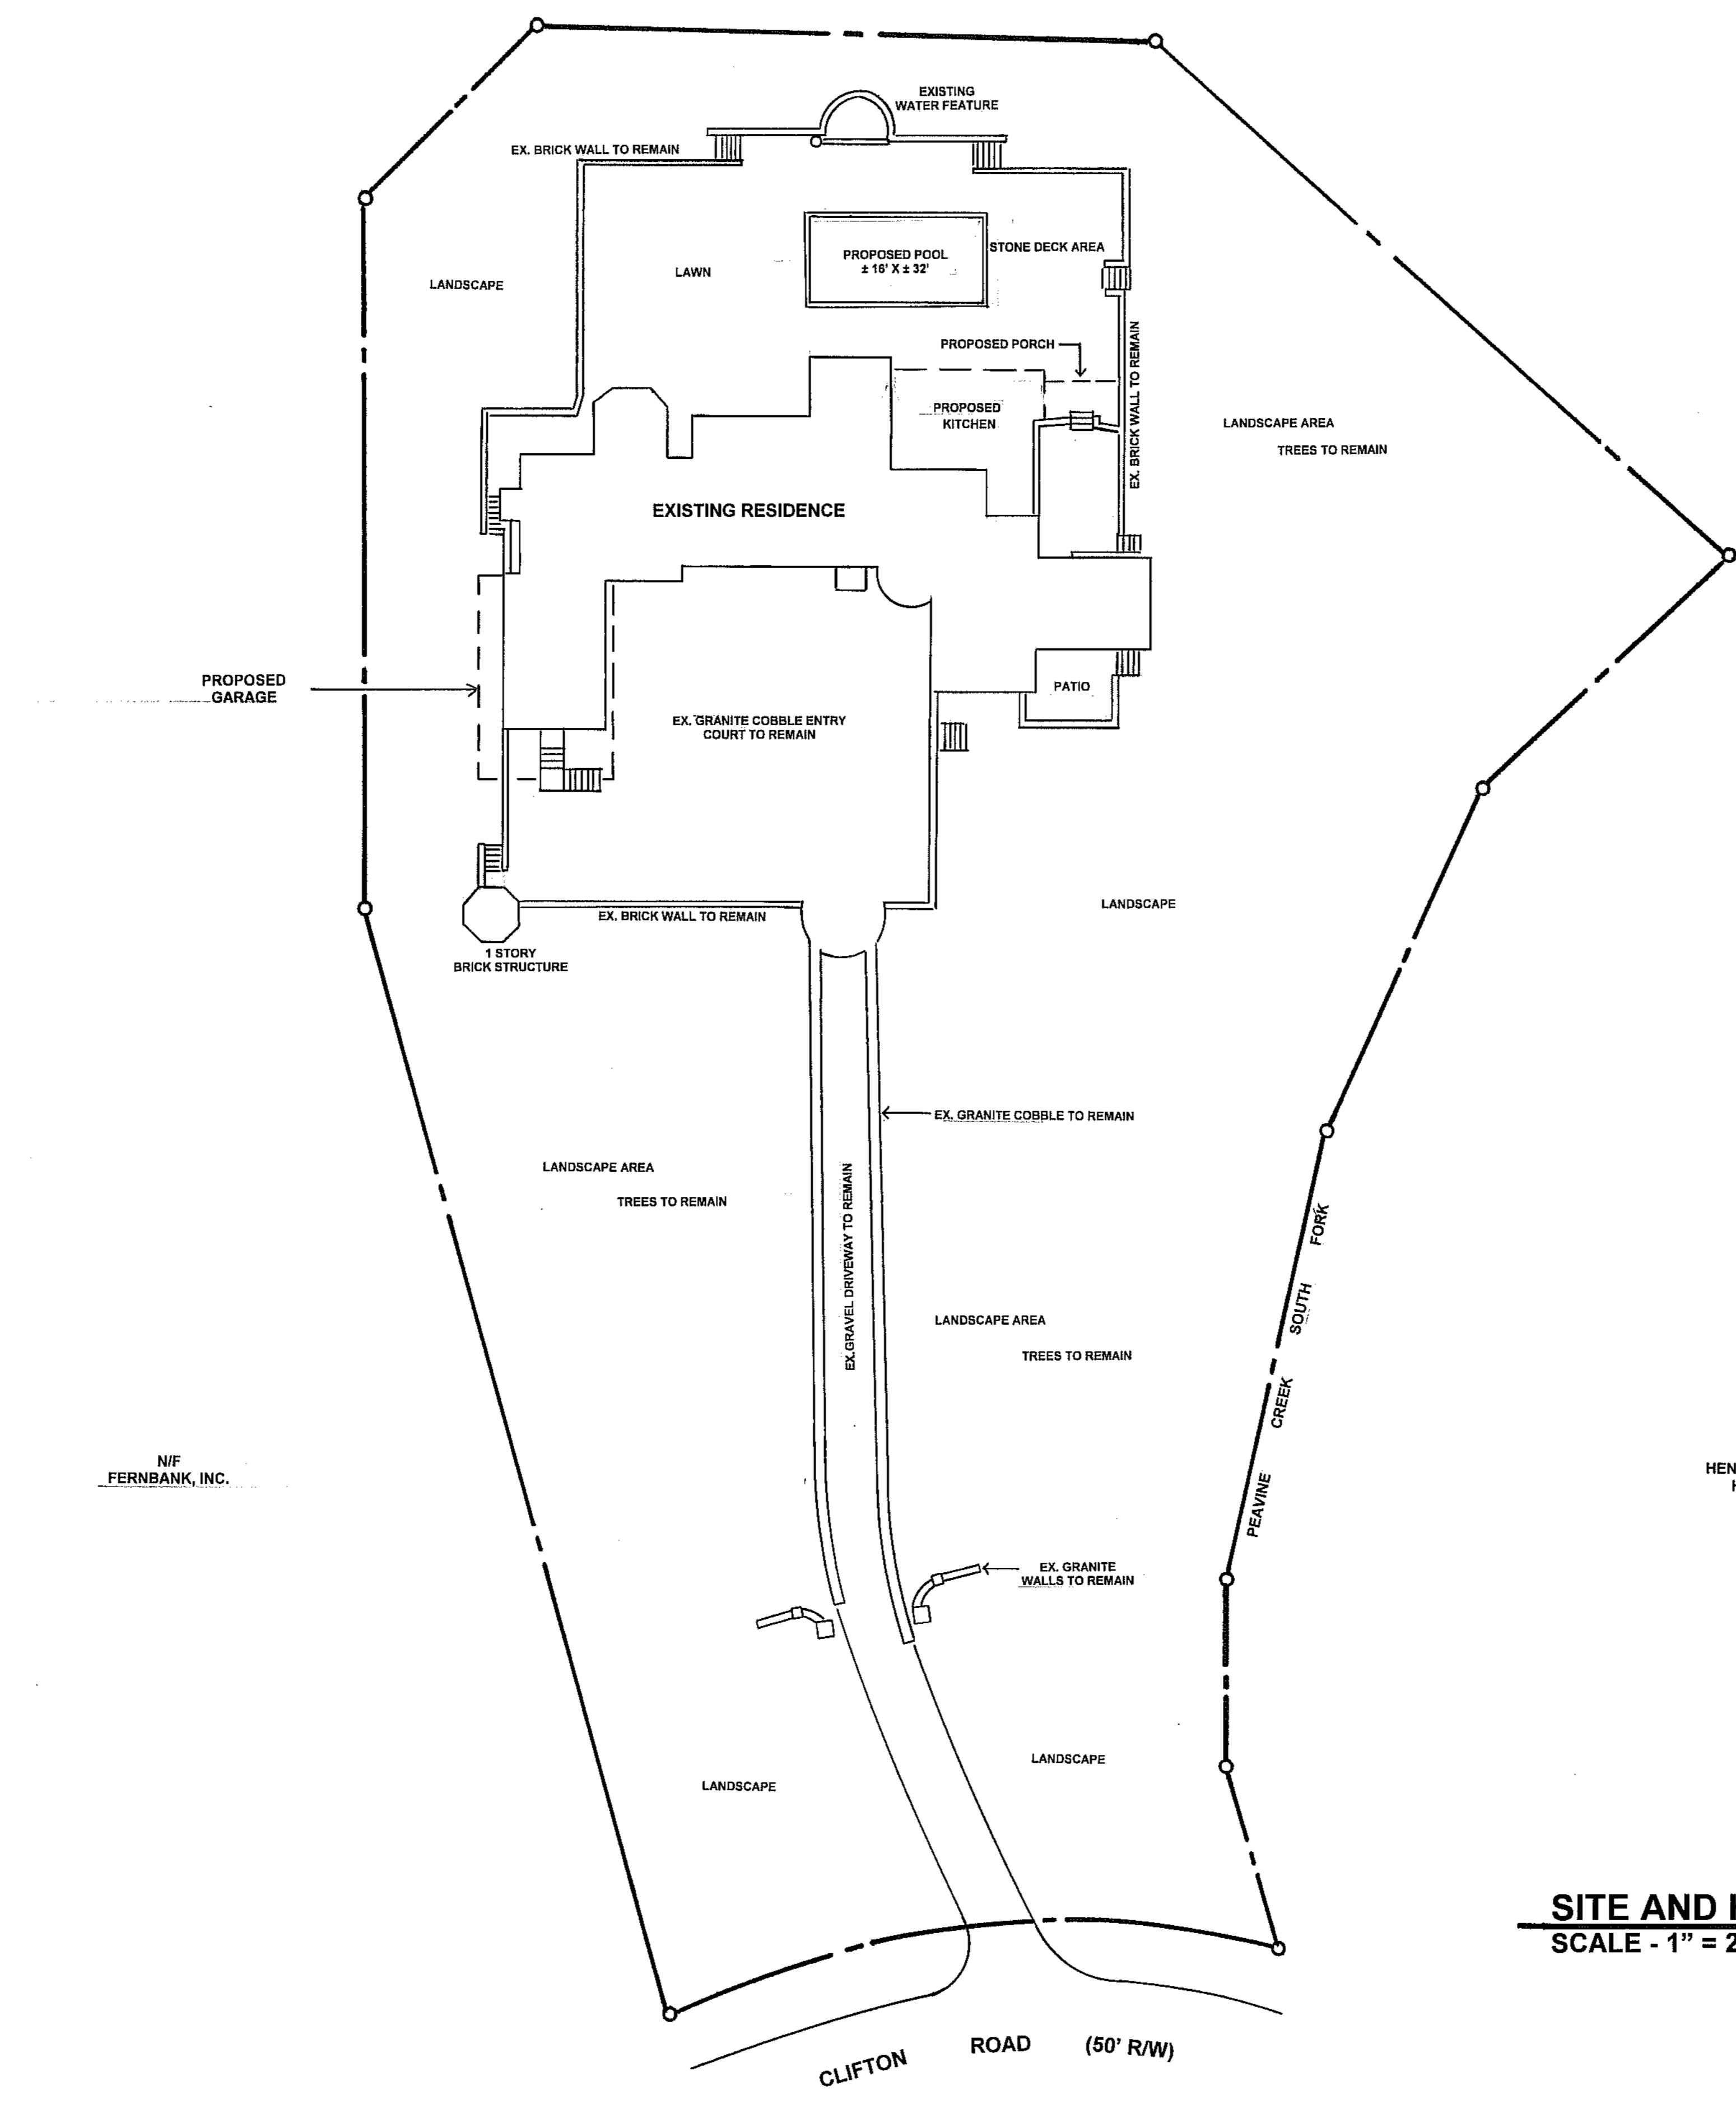 EXISTING
WATER FEATURE
EX. BRICK WALL TO REMAIN
STONE DECK AREA
PROPOSED POOL
± 16' X ± 32'
LAWN
LANDSCAPE
PROPOSED PORCH
EX. BRICK WALL TO REMAIN
PROPOSED
KITCHEN
LANDSCAPE AREA
TREES TO REMAIN
EXISTING RESIDENCE
PROPOSED
GARAGE
PATIO
EX. GRANITE COBBLE ENTRY
COURT TO REMAIN
LANDSCAPE
EX. BRICK WALL TO REMAIN
1 STORY
BRICK STRUCTURE
EX. GRANITE COBBLE TO REMAIN
LANDSCAPE AREA
TREES TO REMAIN
EX. GRAVEL DRIVEWAY TO REMAIN
PEAVINE CREEK SOUTH FORK
LANDSCAPE AREA
TREES TO REMAIN
N/F
FERNBANK, INC.
HEN
EX. GRANITE
WALLS TO REMAIN
LANDSCAPE
LANDSCAPE
SITE AND
SCALE - 1" = 2
CLIFTON ROAD (50' R/W)